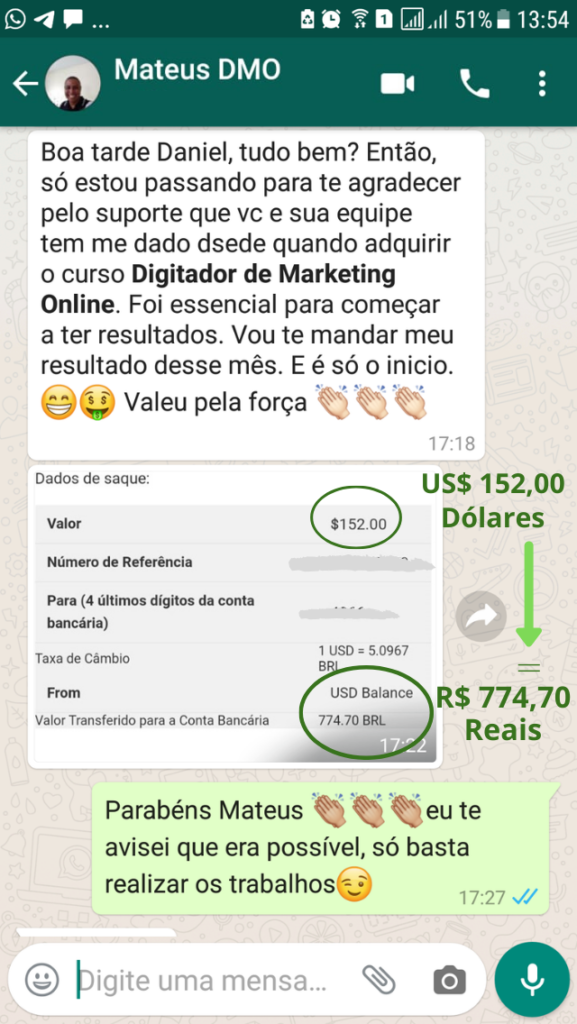 ... 1 51% 13:54
Mateus DMO
Boa tarde Daniel, tudo bem? Então,
só estou passando para te agradecer
pelo suporte que vc e sua equipe
tem me dado dsede quando adquirir
o curso Digitador de Marketing
Online. Foi essencial para começar
a ter resultados. Vou te mandar meu
resultado desse mês. E é só o inicio.
😁🤑 Valeu pela força 👏🏼👏🏼👏🏼
17:18
Dados de saque:
US$ 152,00
Dólares
Valor $152.00
Número de Referência
Para (4 últimos dígitos da conta
bancária)
Taxa de Câmbio 1 USD = 5.0967
BRL
From USD Balance
Valor Transferido para a Conta Bancária 774.70 BRL
17:22
=
R$ 774,70
Reais
Parabéns Mateus 👏🏼👏🏼👏🏼eu te
avisei que era possível, só basta
realizar os trabalhos😉
17:27
Digite uma mensa...